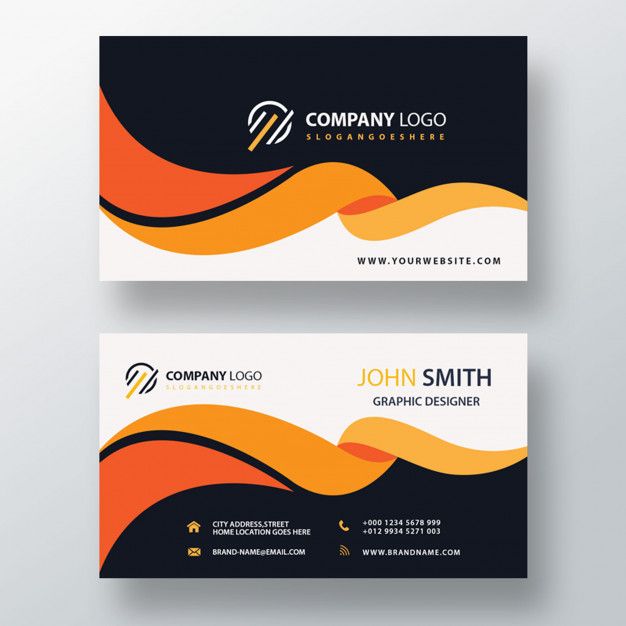 COMPANY LOGO
SLOGANGOESHERE
WWW.YOURWEBSITE.COM
COMPANY LOGO
SLOGANGOESHERE
JOHN SMITH
GRAPHIC DESIGNER
CITY ADDRESS,STREET
HOME LOCATION GOES HERE
+000 1234 5678 999
+012 9934 5271 003
BRAND-NAME@EMAIL.COM
WWW.BRANDNAME.COM